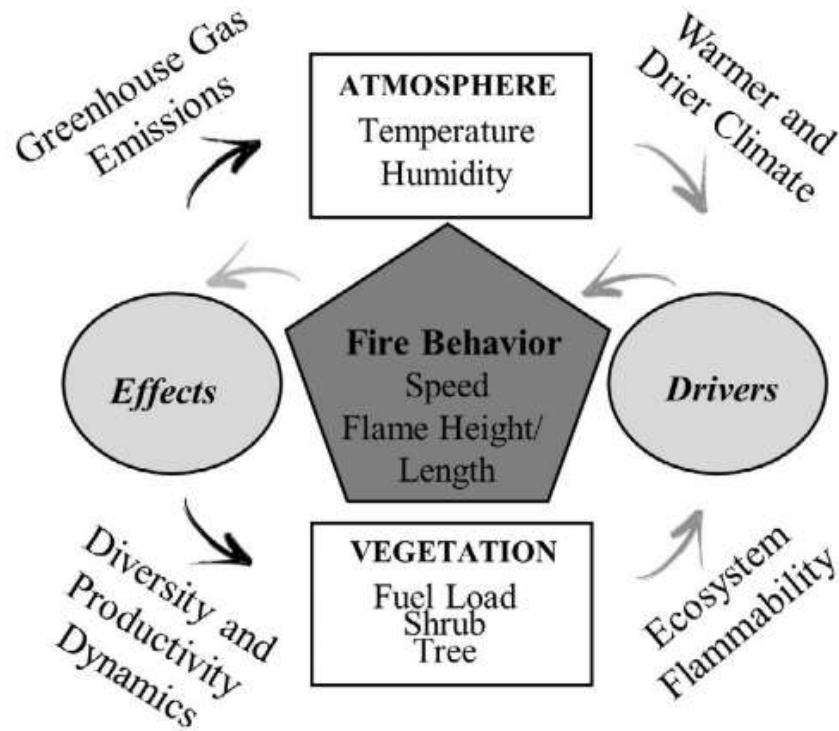 Greenhouse Gas
Emissions
ATMOSPHERE
Temperature
Humidity
Warmer and
Drier Climate
Effects
Fire Behavior
Speed
Flame Height/
Length
Drivers
Diversity and
Productivity
Dynamics
VEGETATION
Fuel Load
Shrub
Tree
Ecosystem
Flammability